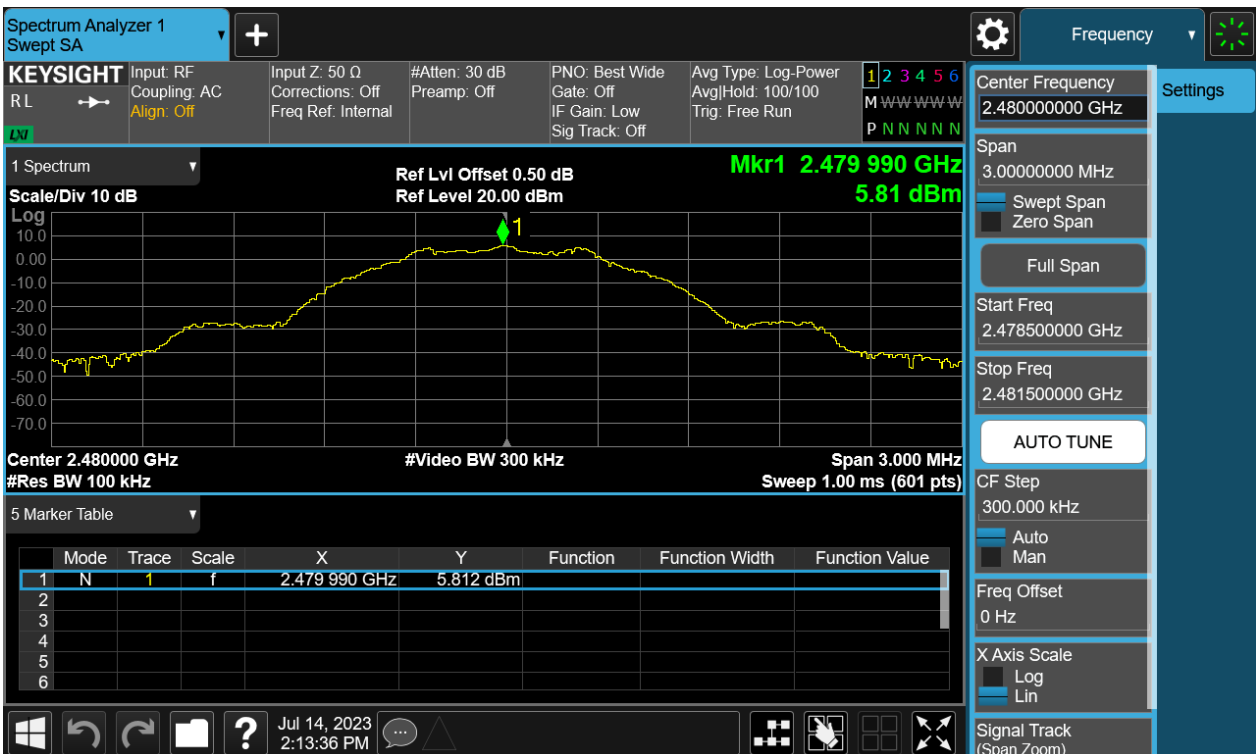 Spectrum Analyzer 1
Swept SA
Frequency
KEYSIGHT
RL
LXI
Input: RF
Coupling: AC
Align: Off
Input Z: 50 Ω
Corrections: Off
Freq Ref: Internal
#Atten: 30 dB
Preamp: Off
PNO: Best Wide
Gate: Off
IF Gain: Low
Sig Track: Off
Avg Type: Log-Power
Avg|Hold: 100/100
Trig: Free Run
1 2 3 4 5 6
M W W W W W
P N N N N N
1 Spectrum
Scale/Div 10 dB
Ref Lvl Offset 0.50 dB
Ref Level 20.00 dBm
Mkr1 2.479 990 GHz
5.81 dBm
Log
10.0
0.00
-10.0
-20.0
-30.0
-40.0
-50.0
-60.0
-70.0
1
Center 2.480000 GHz
#Video BW 300 kHz
Span 3.000 MHz
#Res BW 100 kHz
Sweep 1.00 ms (601 pts)
5 Marker Table
Mode Trace Scale X Y Function Function Width Function Value
1 N 1 f 2.479 990 GHz 5.812 dBm
2
3
4
5
6
Jul 14, 2023
2:13:36 PM
Center Frequency
2.480000000 GHz
Settings
Span
3.00000000 MHz
Swept Span
Zero Span
Full Span
Start Freq
2.478500000 GHz
Stop Freq
2.481500000 GHz
AUTO TUNE
CF Step
300.000 kHz
Auto
Man
Freq Offset
0 Hz
X Axis Scale
Log
Lin
Signal Track
(Span Zoom)